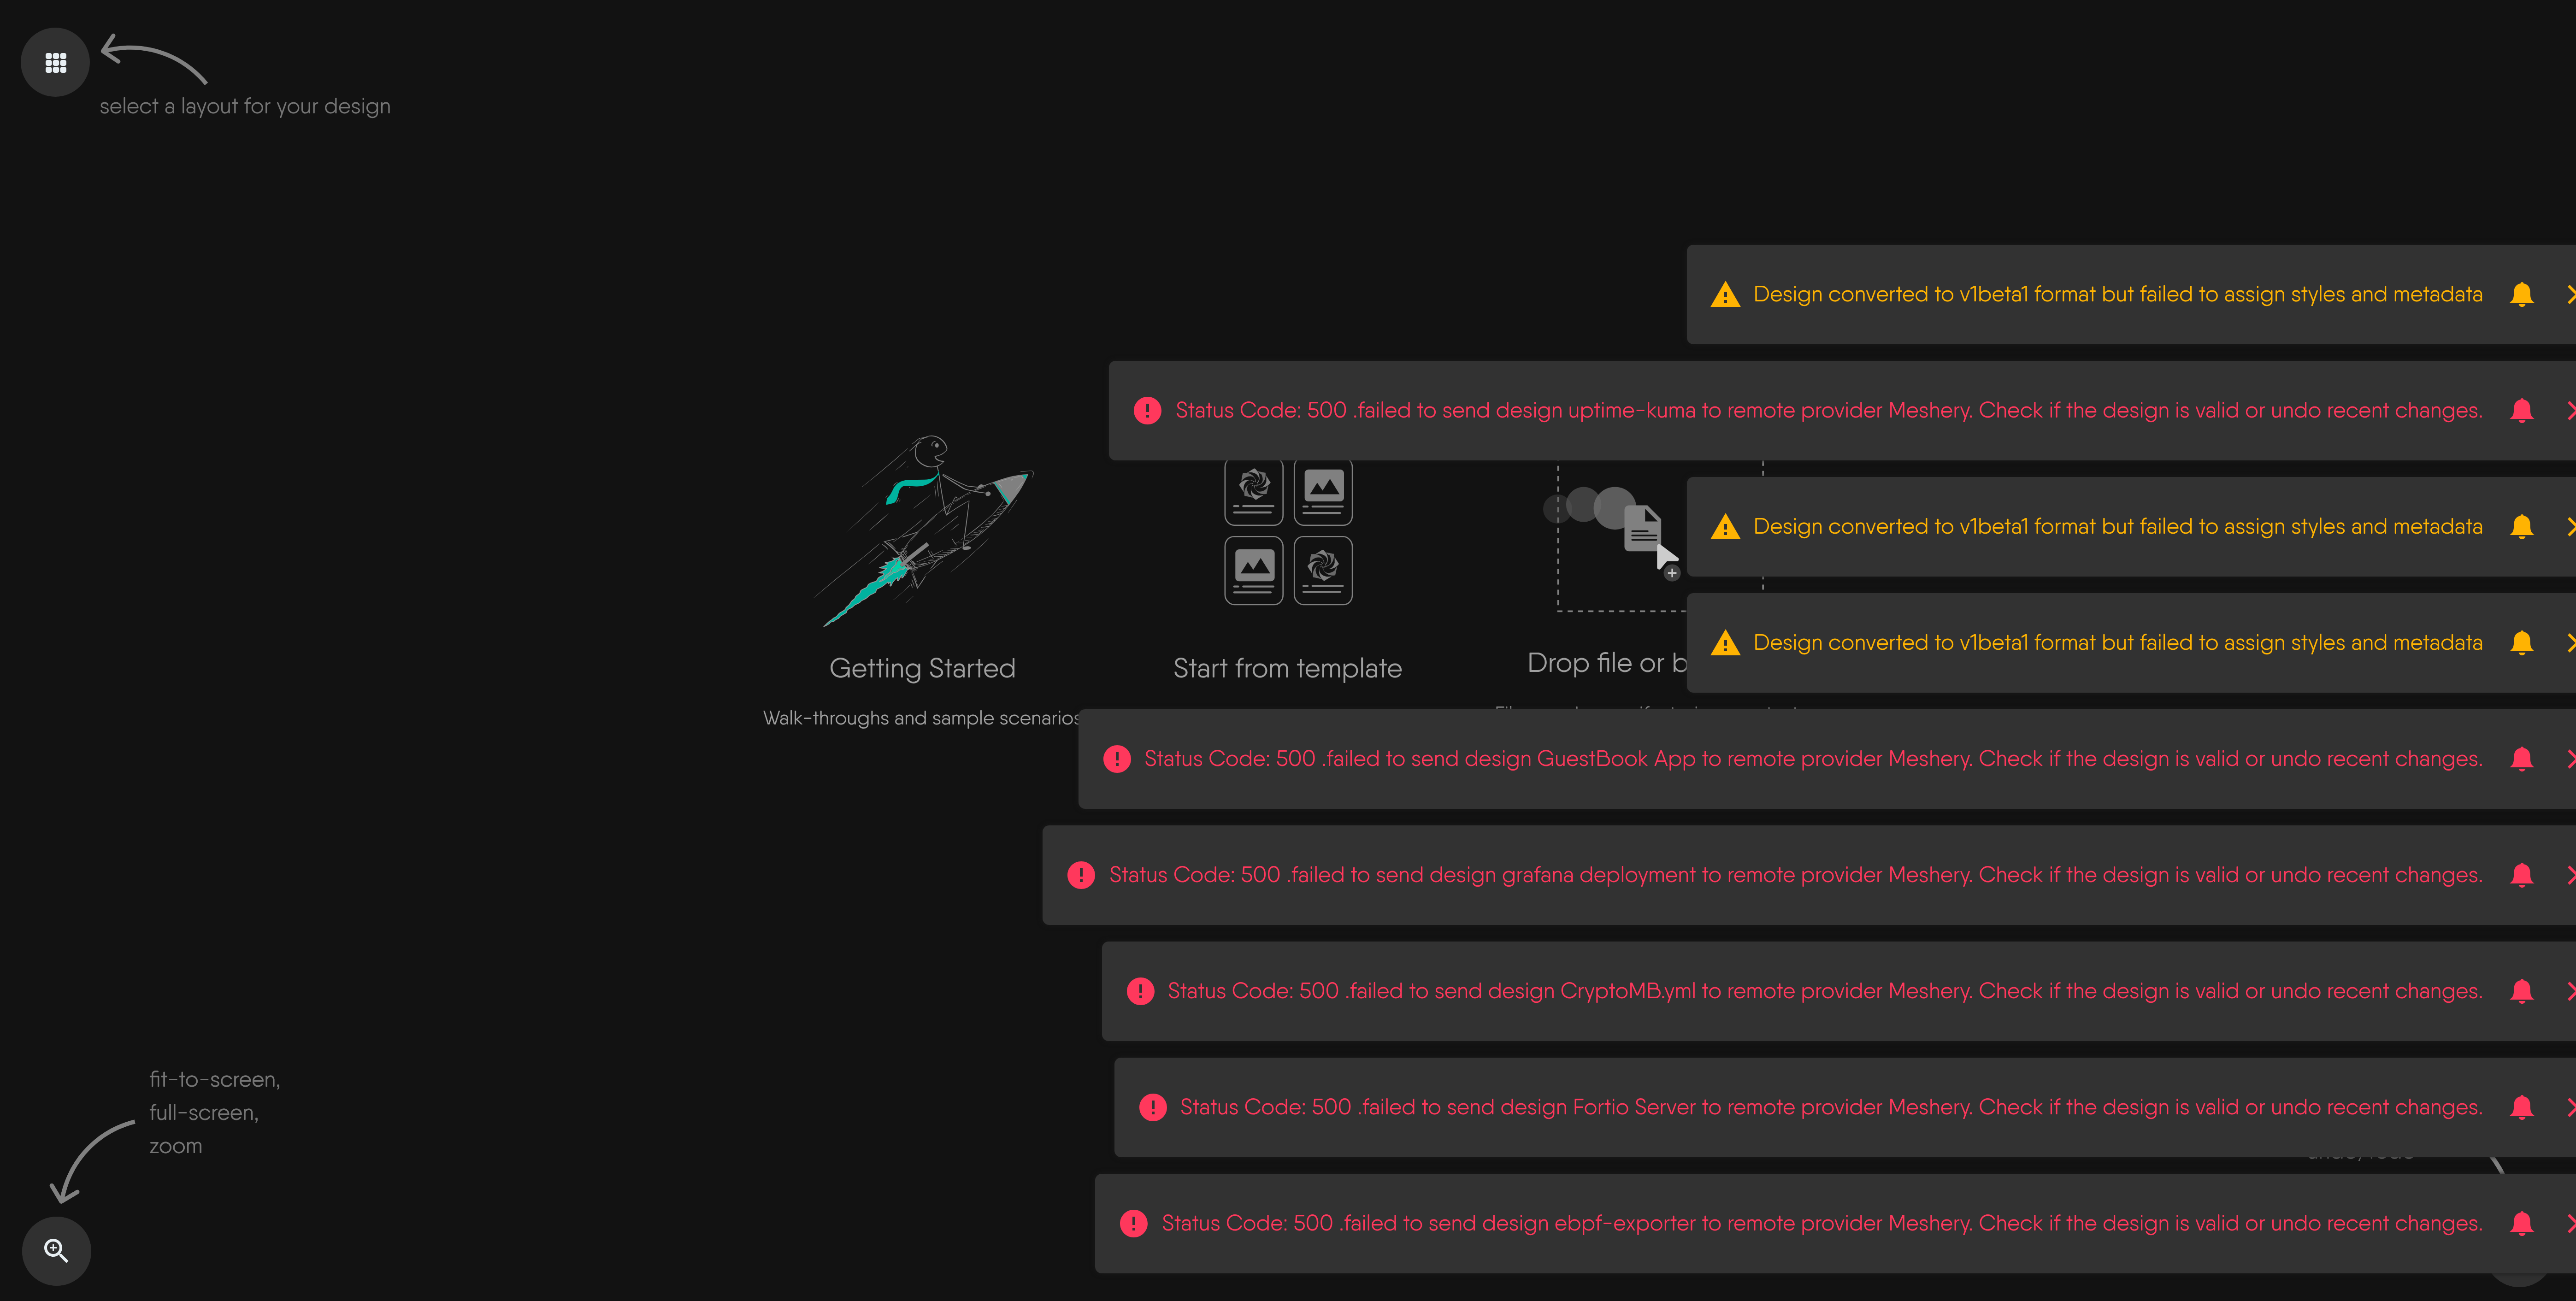 select a layout for your design
Design converted to v1beta1 format but failed to assign styles and metadata
Status Code: 500 .failed to send design uptime-kuma to remote provider Meshery. Check if the design is valid or undo recent changes.
Design converted to v1beta1 format but failed to assign styles and metadata
Design converted to v1beta1 format but failed to assign styles and metadata
Getting Started
Start from template
Drop file or b
Walk-throughs and sample scenarios
Status Code: 500 .failed to send design GuestBook App to remote provider Meshery. Check if the design is valid or undo recent changes.
Status Code: 500 .failed to send design grafana deployment to remote provider Meshery. Check if the design is valid or undo recent changes.
Status Code: 500 .failed to send design CryptoMB.yml to remote provider Meshery. Check if the design is valid or undo recent changes.
Status Code: 500 .failed to send design Fortio Server to remote provider Meshery. Check if the design is valid or undo recent changes.
Status Code: 500 .failed to send design ebpf-exporter to remote provider Meshery. Check if the design is valid or undo recent changes.
fit-to-screen,
full-screen,
zoom